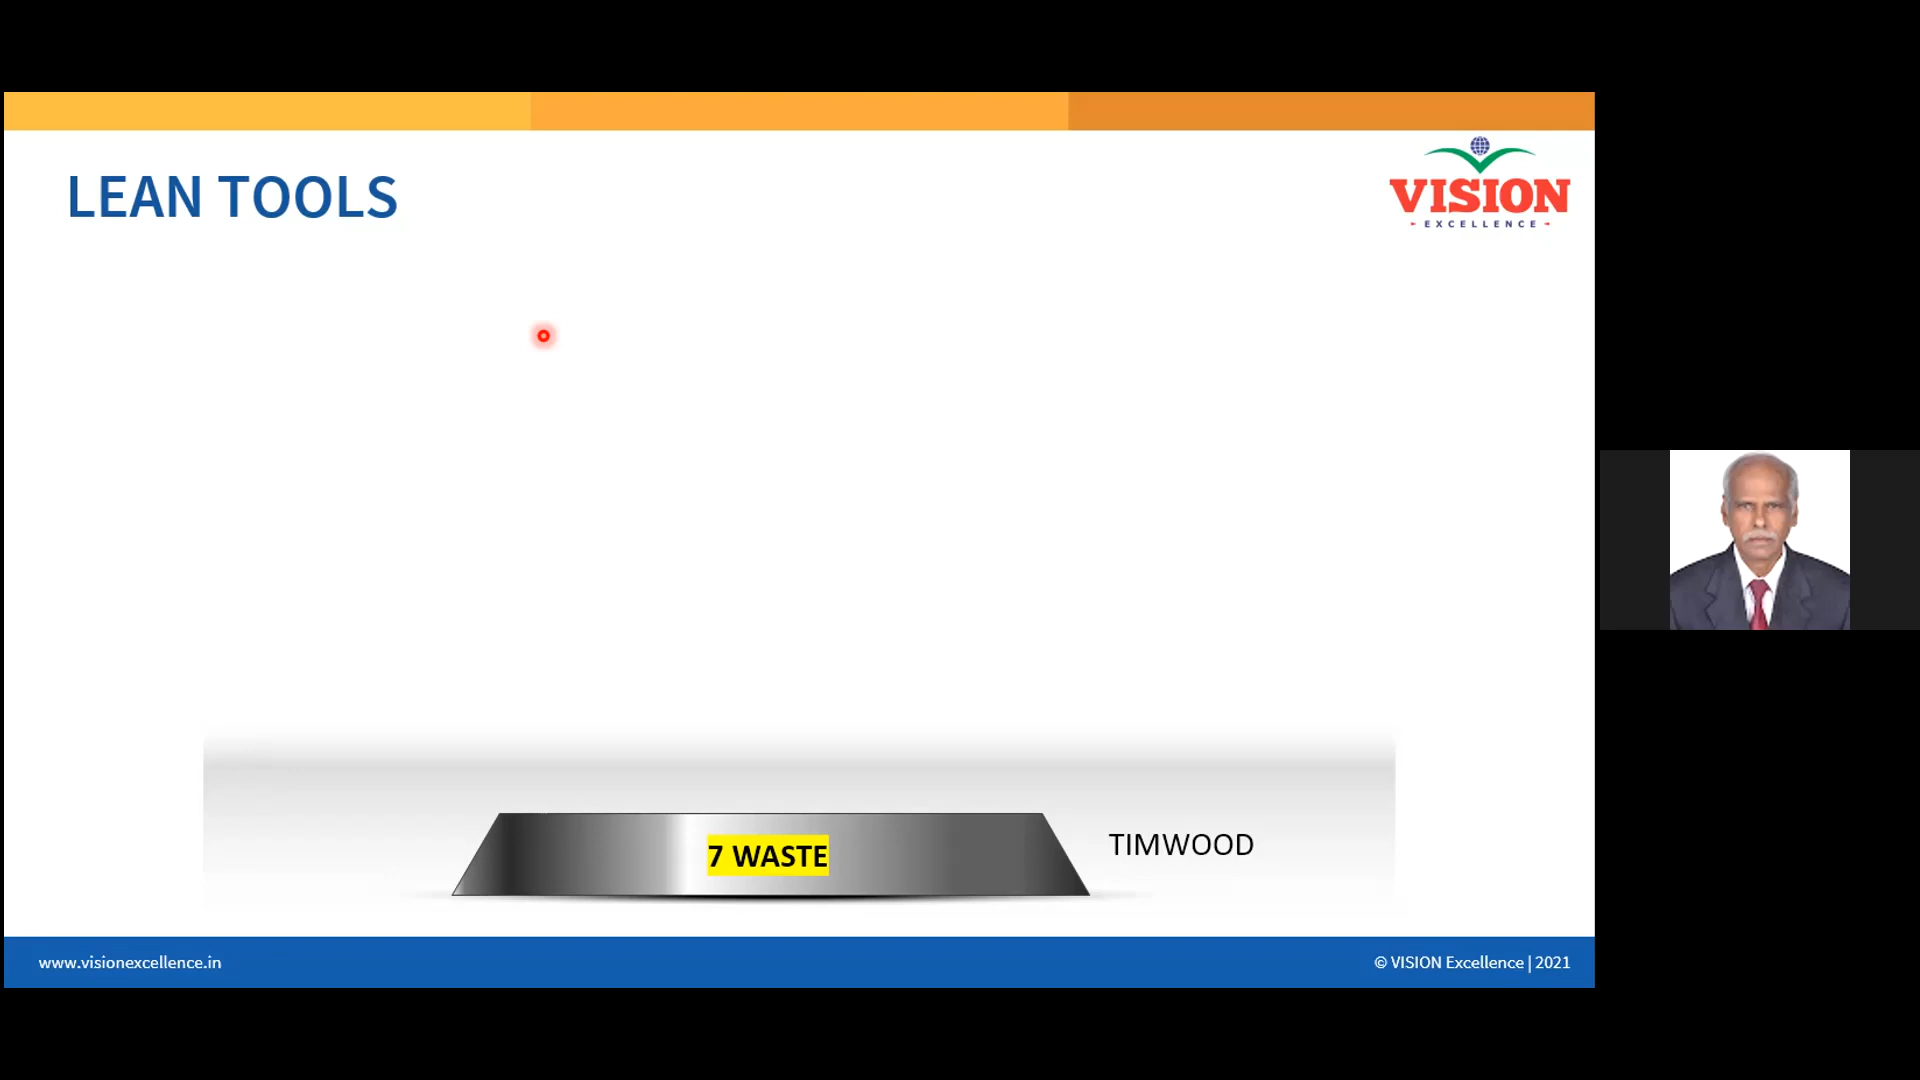 LEAN TOOLS
VISION
EXCELLENCE
7 WASTE
TIMWOOD
www.visionexcellence.in
© VISION Excellence | 2021